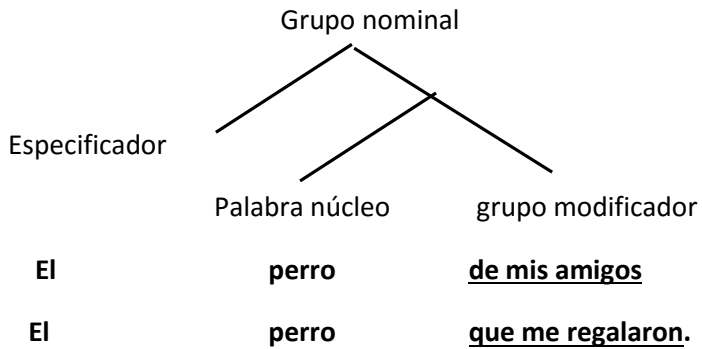 Grupo nominal
Especificador
Palabra núcleo grupo modificador
El perro de mis amigos
El perro que me regalaron.